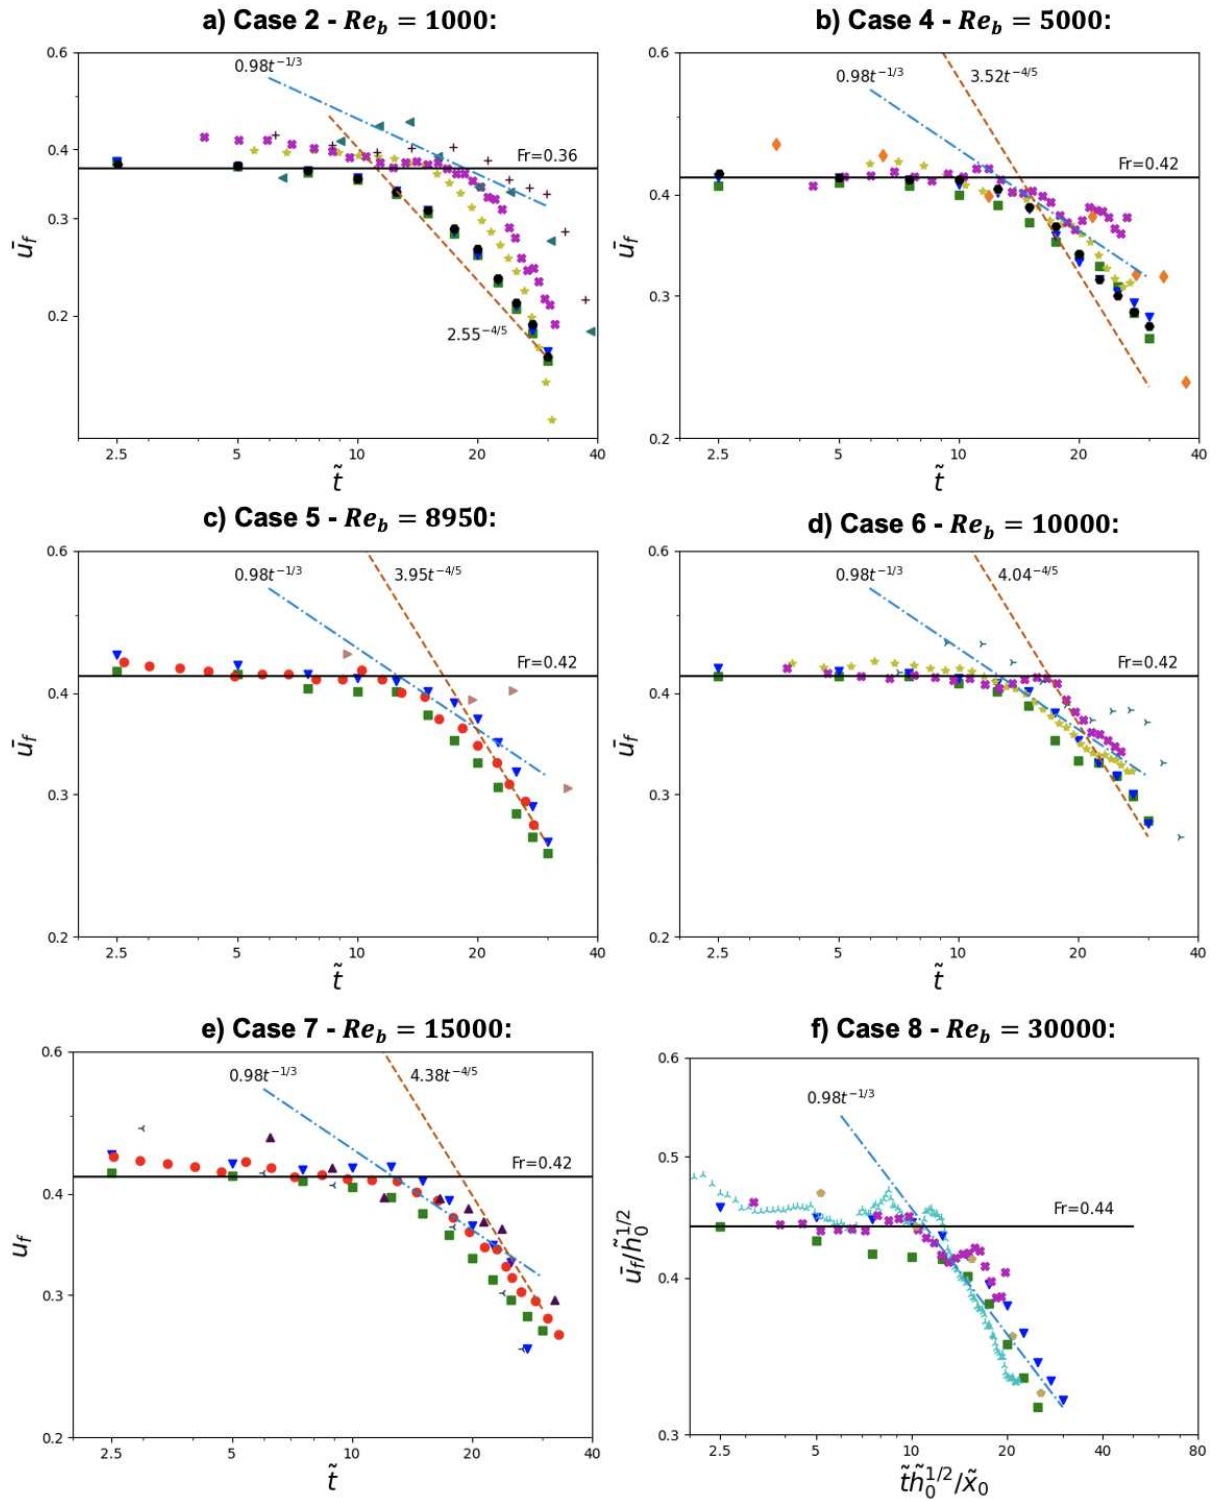 a) Case 2 - Re_b = 1000:
0.6
0.4
0.3
0.2
ū_f
0.98t^{-1/3}
Fr=0.36
2.55^{-4/5}
2.5 5 10 20 40
t̃
b) Case 4 - Re_b = 5000:
0.6
0.4
0.3
0.2
ū_f
0.98t^{-1/3}
3.52t^{-4/5}
Fr=0.42
2.5 5 10 20 40
t̃
c) Case 5 - Re_b = 8950:
0.6
0.4
0.3
0.2
ū_f
0.98t^{-1/3}
3.95t^{-4/5}
Fr=0.42
2.5 5 10 20 40
t̃
d) Case 6 - Re_b = 10000:
0.6
0.4
0.3
0.2
ū_f
0.98t^{-1/3}
4.04^{-4/5}
Fr=0.42
2.5 5 10 20 40
t̃
e) Case 7 - Re_b = 15000:
0.6
0.4
0.3
0.2
u_f
0.98t^{-1/3}
4.38t^{-4/5}
Fr=0.42
2.5 5 10 20 40
t̃
f) Case 8 - Re_b = 30000:
0.6
0.5
0.4
0.3
ū_f/h̃_0^{1/2}
0.98t^{-1/3}
Fr=0.44
2.5 5 10 20 40 80
t̃h̃_0^{1/2}/x̃_0